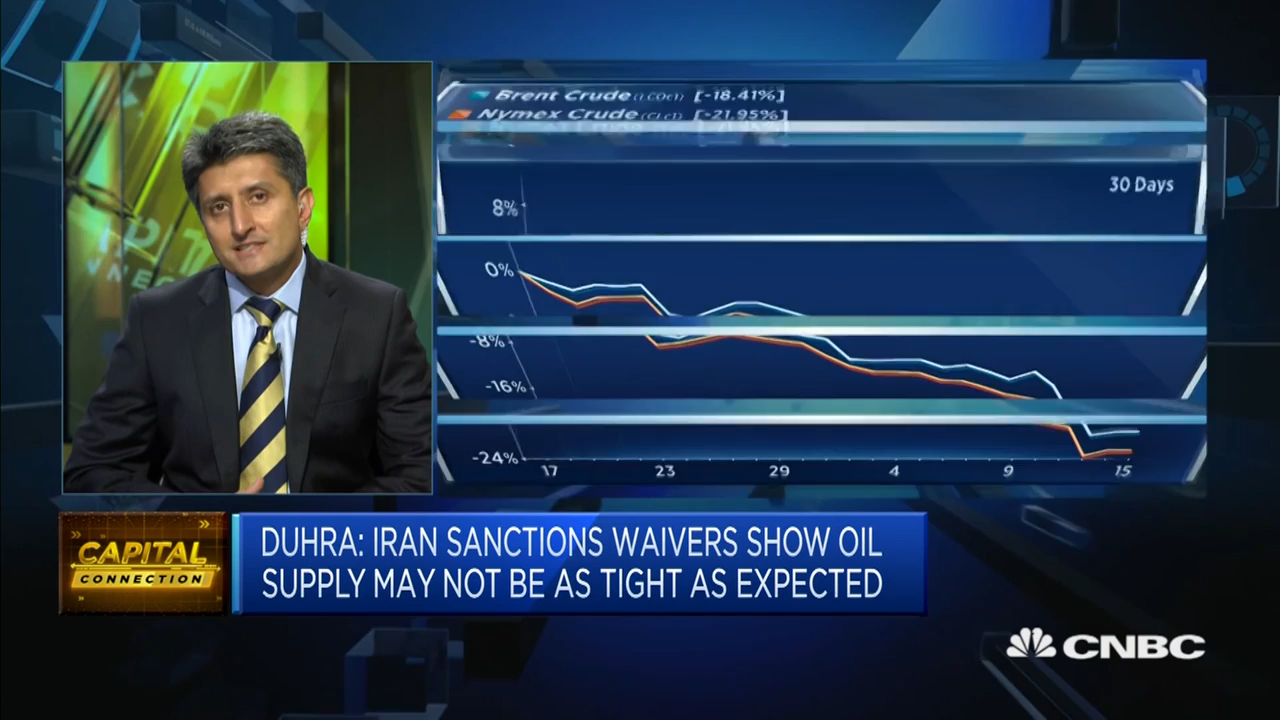 Brent Crude (LCOc1) [-18.41%]
Nymex Crude (CLc1) [-21.95%]
30 Days
8%
0%
-8%
-16%
-24%
17 23 29 4 9 15
CAPITAL
CONNECTION
DUHRA: IRAN SANCTIONS WAIVERS SHOW OIL
SUPPLY MAY NOT BE AS TIGHT AS EXPECTED
CNBC